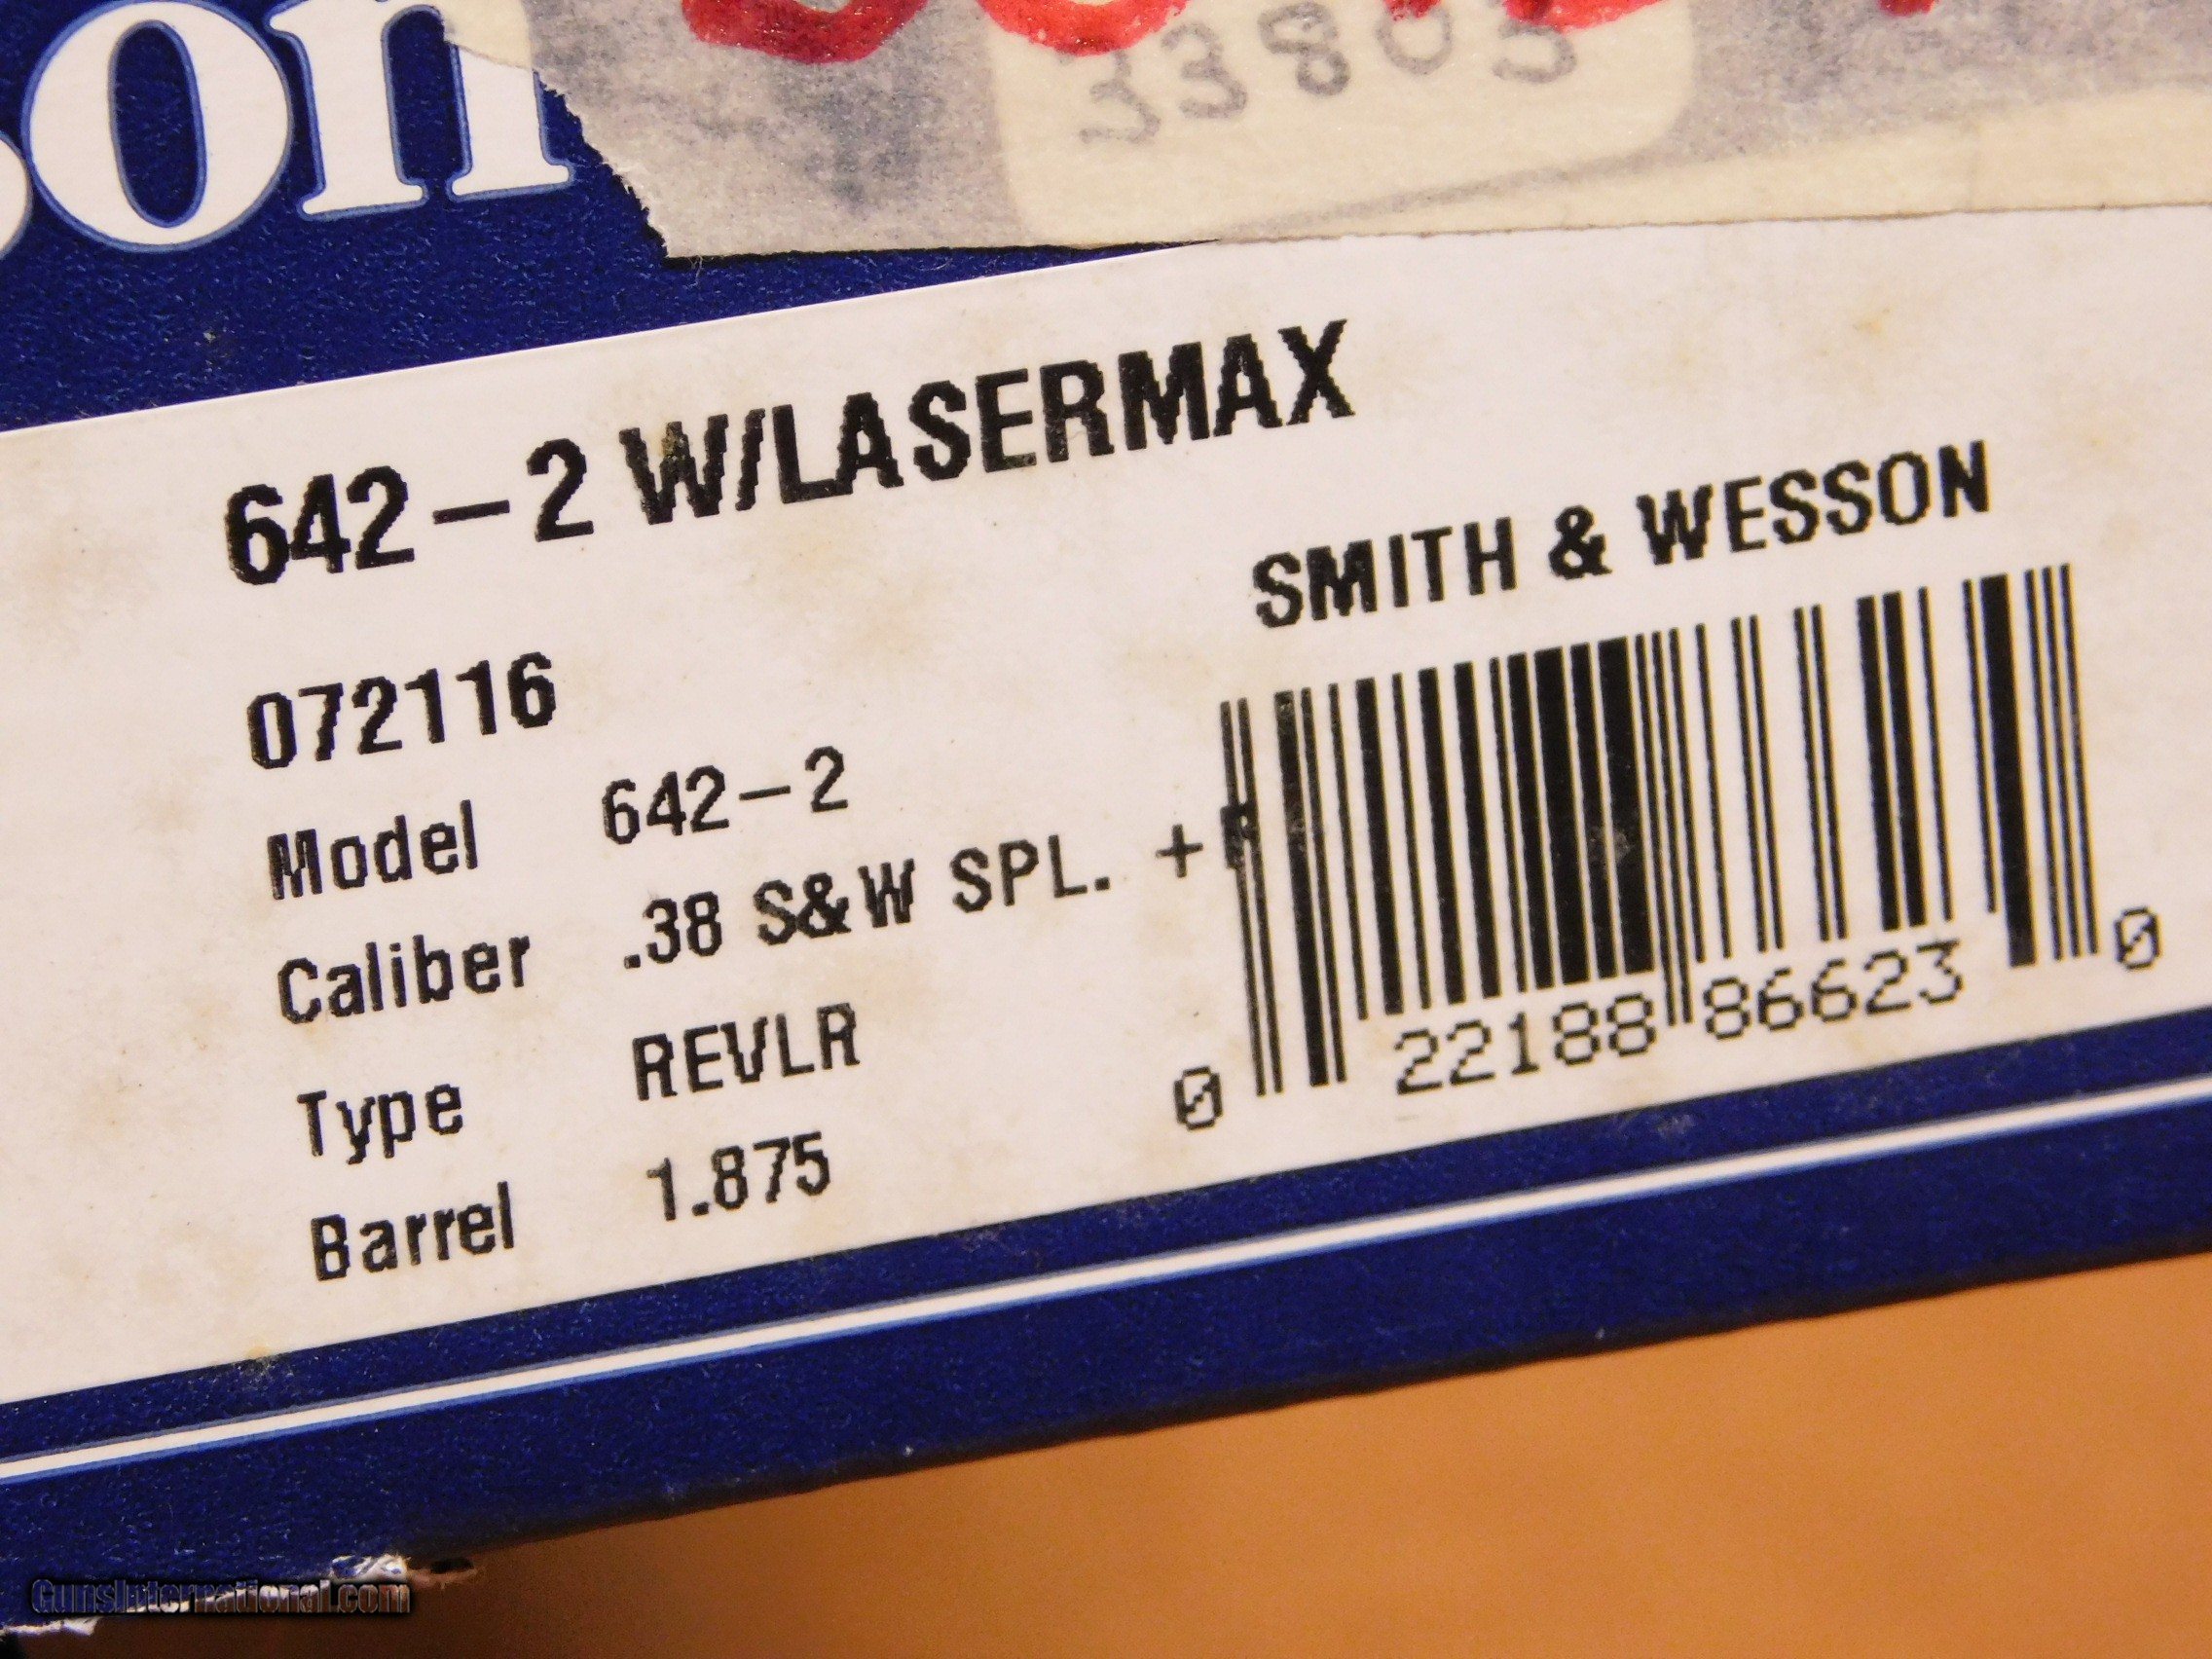 33805
on
642-2 W/LASERMAX
SMITH & WESSON
072116
Model 642-2
Caliber .38 S&W SPL. +P
Type REVLR
Barrel 1.875
0 22188 86623 0
GunsInternational.com